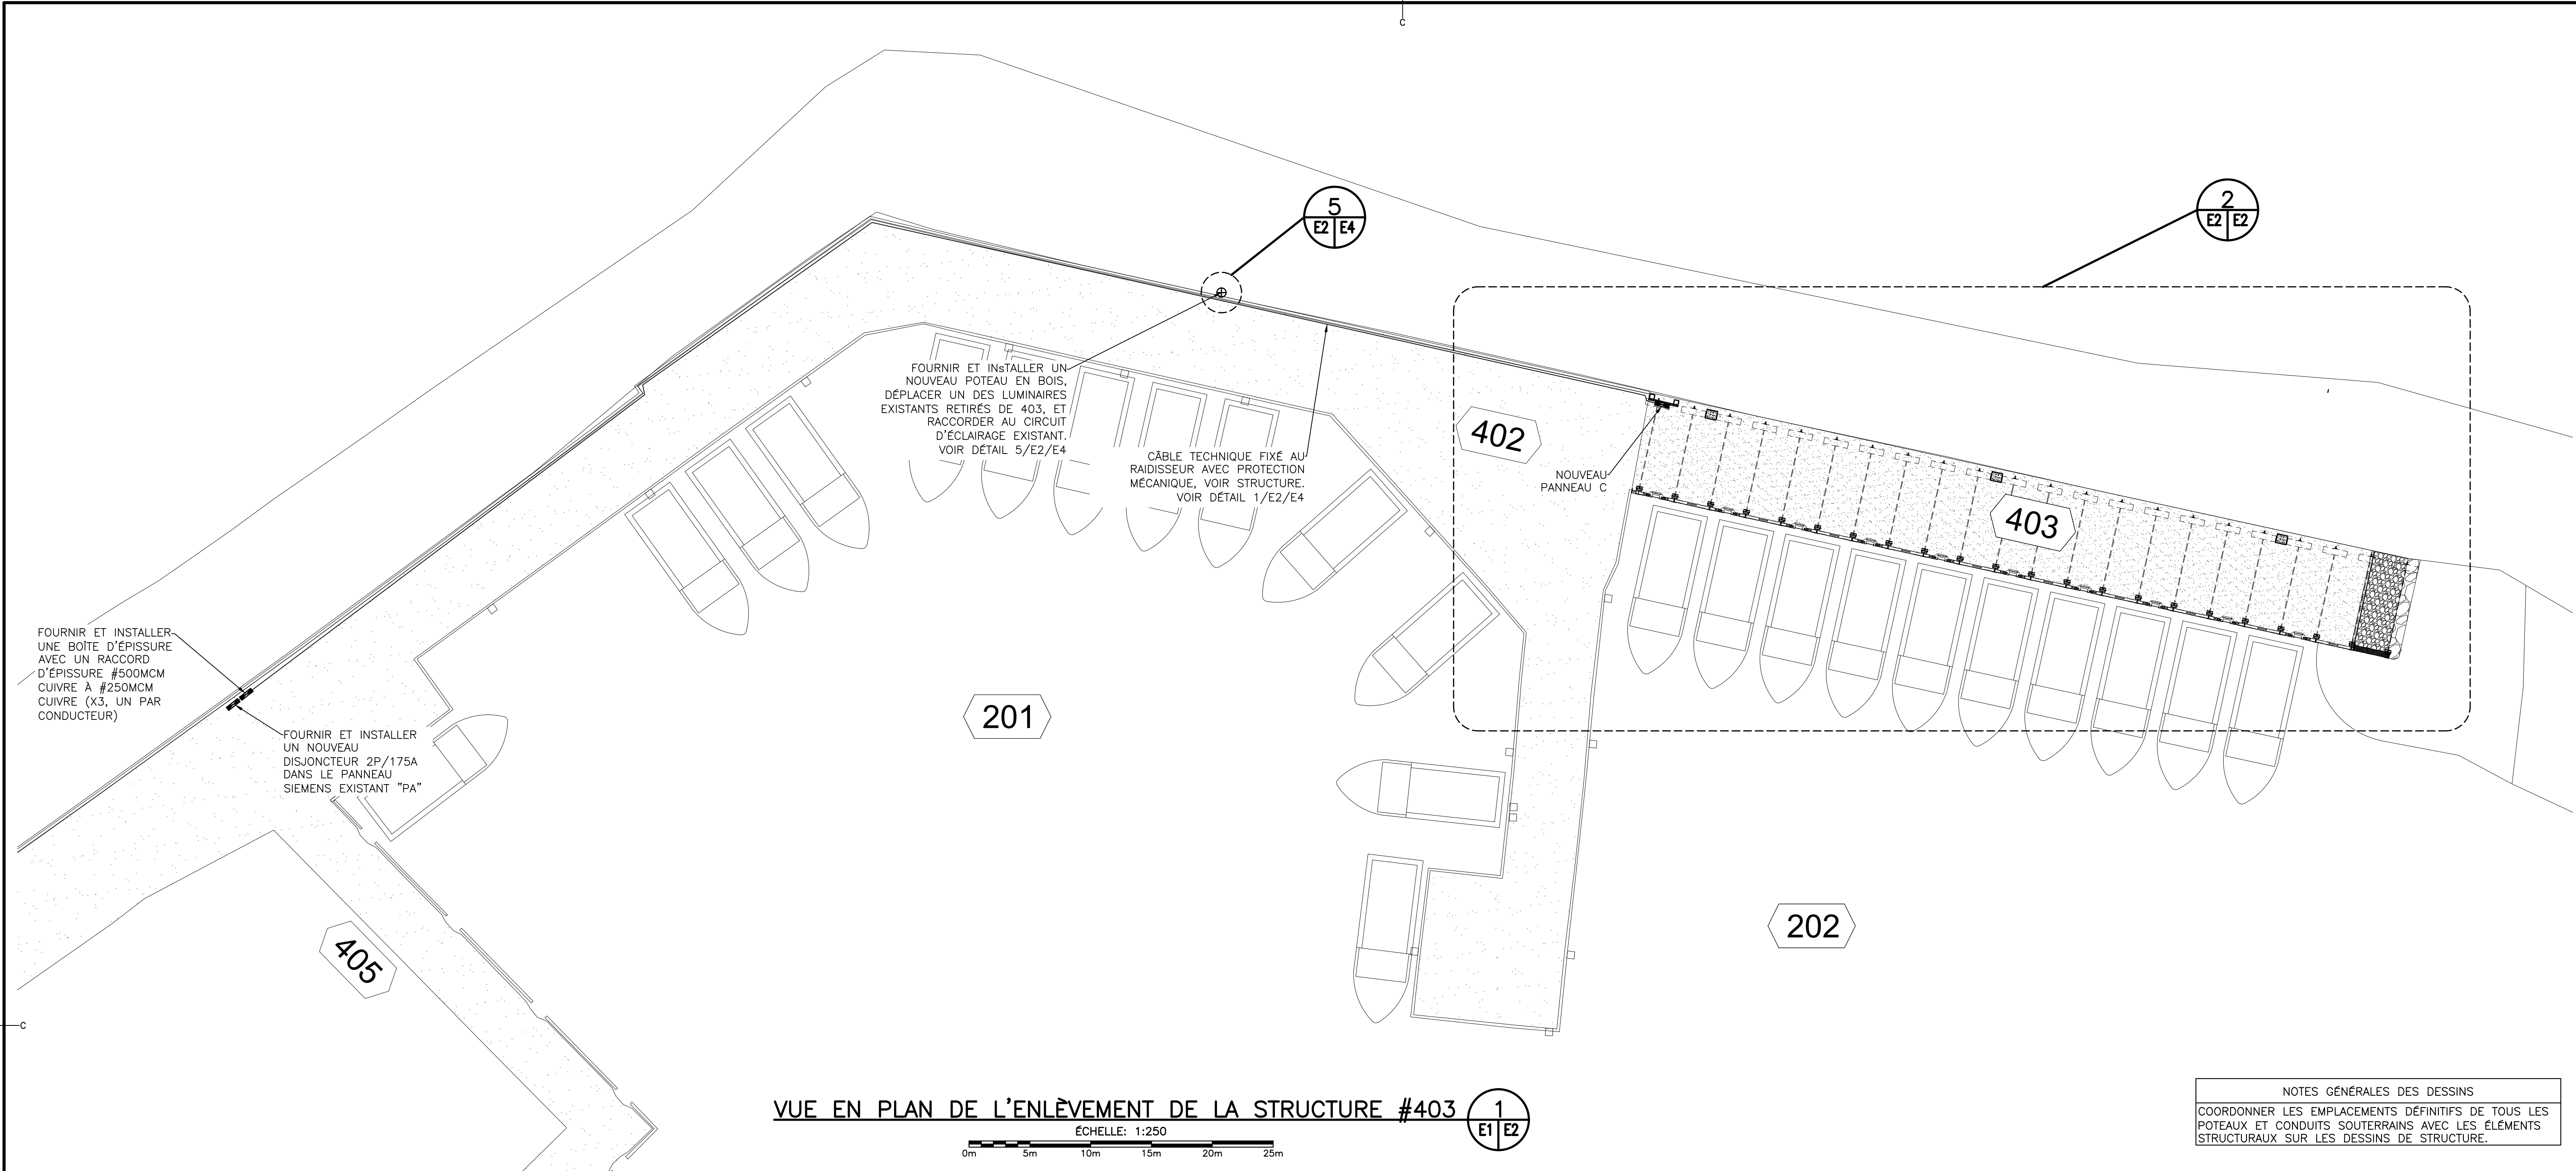 C
5
E2 E4
2
E2 E2
FOURNIR ET INsTALLER UN
NOUVEAU POTEAU EN BOIS,
DÉPLACER UN DES LUMINAIRES
EXISTANTS RETIRÉS DE 403, ET
RACCORDER AU CIRCUIT
D'ÉCLAIRAGE EXISTANT.
VOIR DÉTAIL 5/E2/E4
CÂBLE TECHNIQUE FIXÉ AU
RAIDISSEUR AVEC PROTECTION
MÉCANIQUE, VOIR STRUCTURE.
VOIR DÉTAIL 1/E2/E4
402
NOUVEAU
PANNEAU C
403
FOURNIR ET INSTALLER
UNE BOÎTE D'ÉPISSURE
AVEC UN RACCORD
D'ÉPISSURE #500MCM
CUIVRE À #250MCM
CUIVRE (X3, UN PAR
CONDUCTEUR)
FOURNIR ET INSTALLER
UN NOUVEAU
DISJONCTEUR 2P/175A
DANS LE PANNEAU
SIEMENS EXISTANT "PA"
201
202
405
C
VUE EN PLAN DE L'ENLÈVEMENT DE LA STRUCTURE #403
1
E1 E2
ÉCHELLE: 1:250
0m 5m 10m 15m 20m 25m
NOTES GÉNÉRALES DES DESSINS
COORDONNER LES EMPLACEMENTS DÉFINITIFS DE TOUS LES
POTEAUX ET CONDUITS SOUTERRAINS AVEC LES ÉLÉMENTS
STRUCTURAUX SUR LES DESSINS DE STRUCTURE.